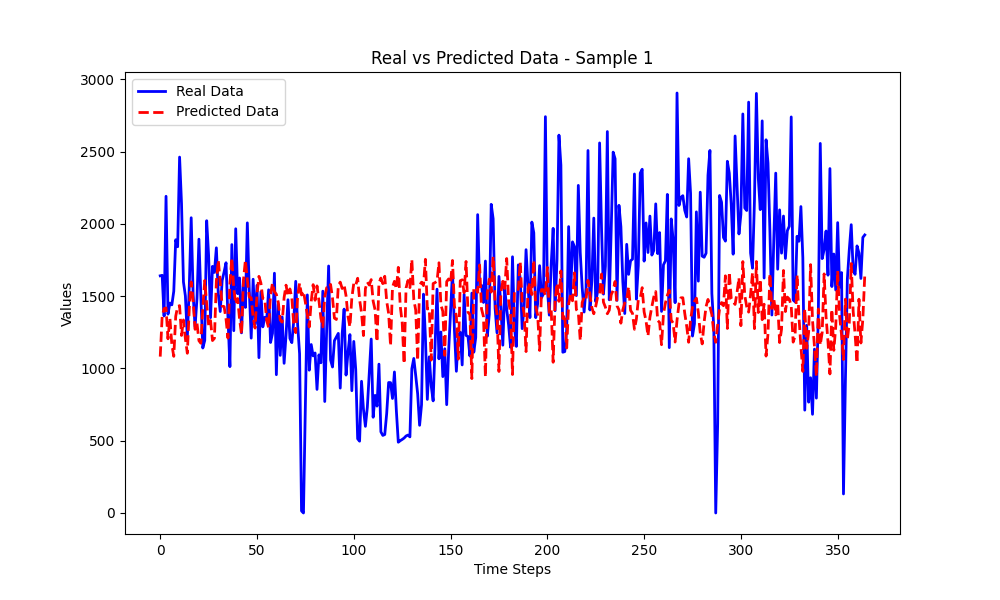 Real vs Predicted Data - Sample 1
3000
2500
2000
1500
1000
500
0
Values
Real Data
Predicted Data
0 50 100 150 200 250 300 350
Time Steps